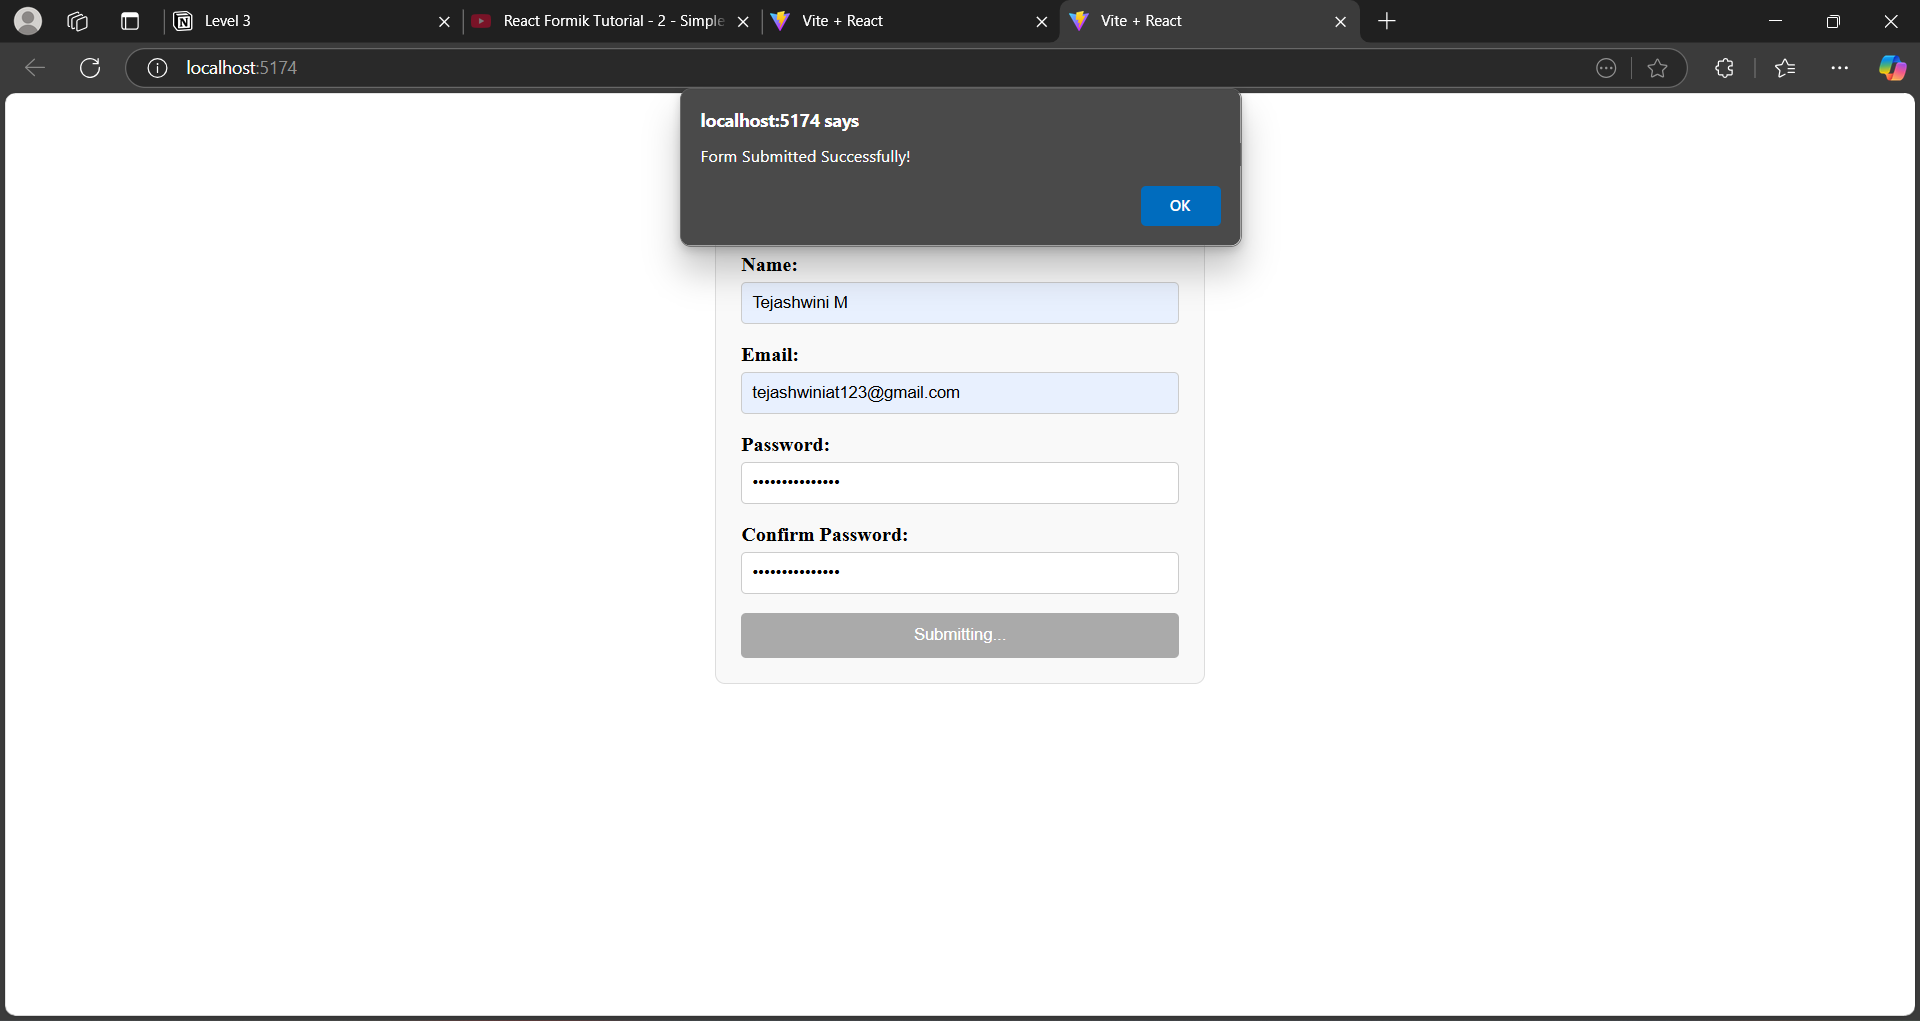 Level 3
React Formik Tutorial - 2 - Simple
Vite + React
Vite + React
localhost:5174
localhost:5174 says
Form Submitted Successfully!
OK
Name:
Tejashwini M
Email:
tejashwiniat123@gmail.com
Password:
•••••••••••••••
Confirm Password:
•••••••••••••••
Submitting...